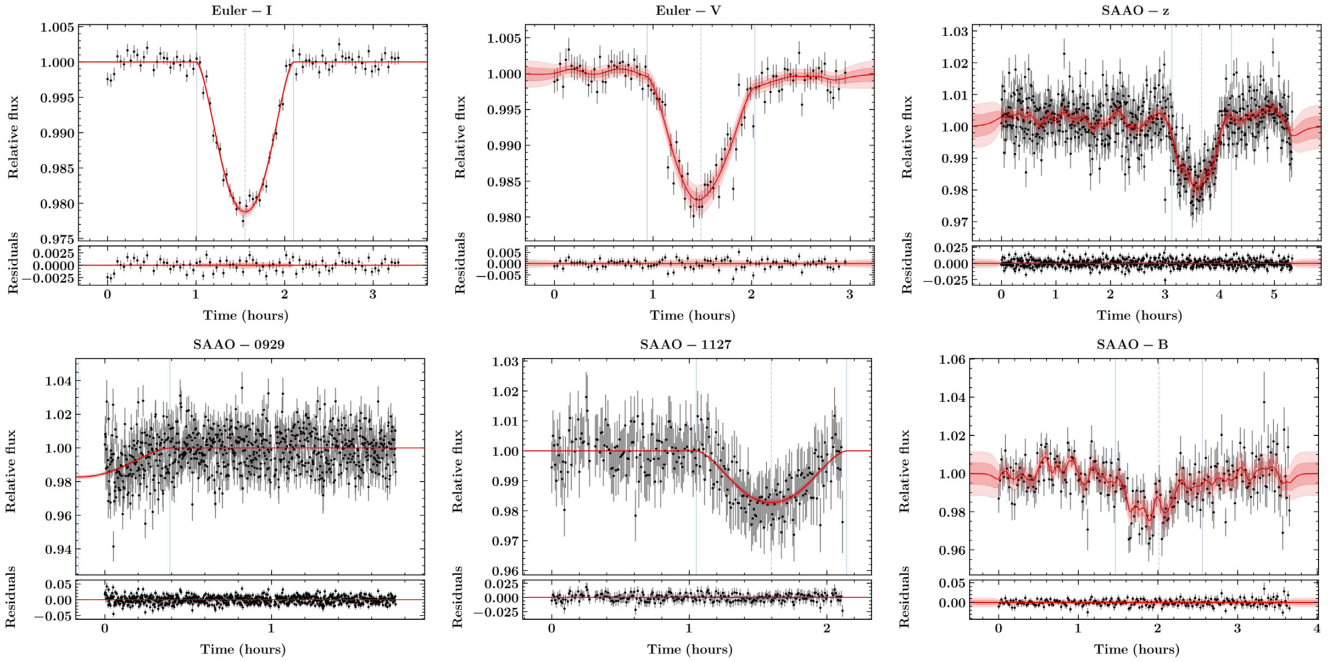 Euler – I
1.005
1.000
0.995
0.990
0.985
0.980
0.975
Relative flux
0.0025
0.0000
−0.0025
Residuals
0 1 2 3
Time (hours)
Euler – V
1.005
1.000
0.995
0.990
0.985
0.980
Relative flux
0.005
0.000
−0.005
Residuals
0 1 2 3
Time (hours)
SAAO – z
1.03
1.02
1.01
1.00
0.99
0.98
0.97
Relative flux
0.025
0.000
−0.025
Residuals
0 1 2 3 4 5
Time (hours)
SAAO – 0929
1.04
1.02
1.00
0.98
0.96
0.94
Relative flux
0.05
0.00
−0.05
Residuals
0 1
Time (hours)
SAAO – 1127
1.03
1.02
1.01
1.00
0.99
0.98
0.97
0.96
Relative flux
0.025
0.000
−0.025
Residuals
0 1 2
Time (hours)
SAAO – B
1.06
1.04
1.02
1.00
0.98
0.96
Relative flux
0.05
0.00
Residuals
0 1 2 3 4
Time (hours)